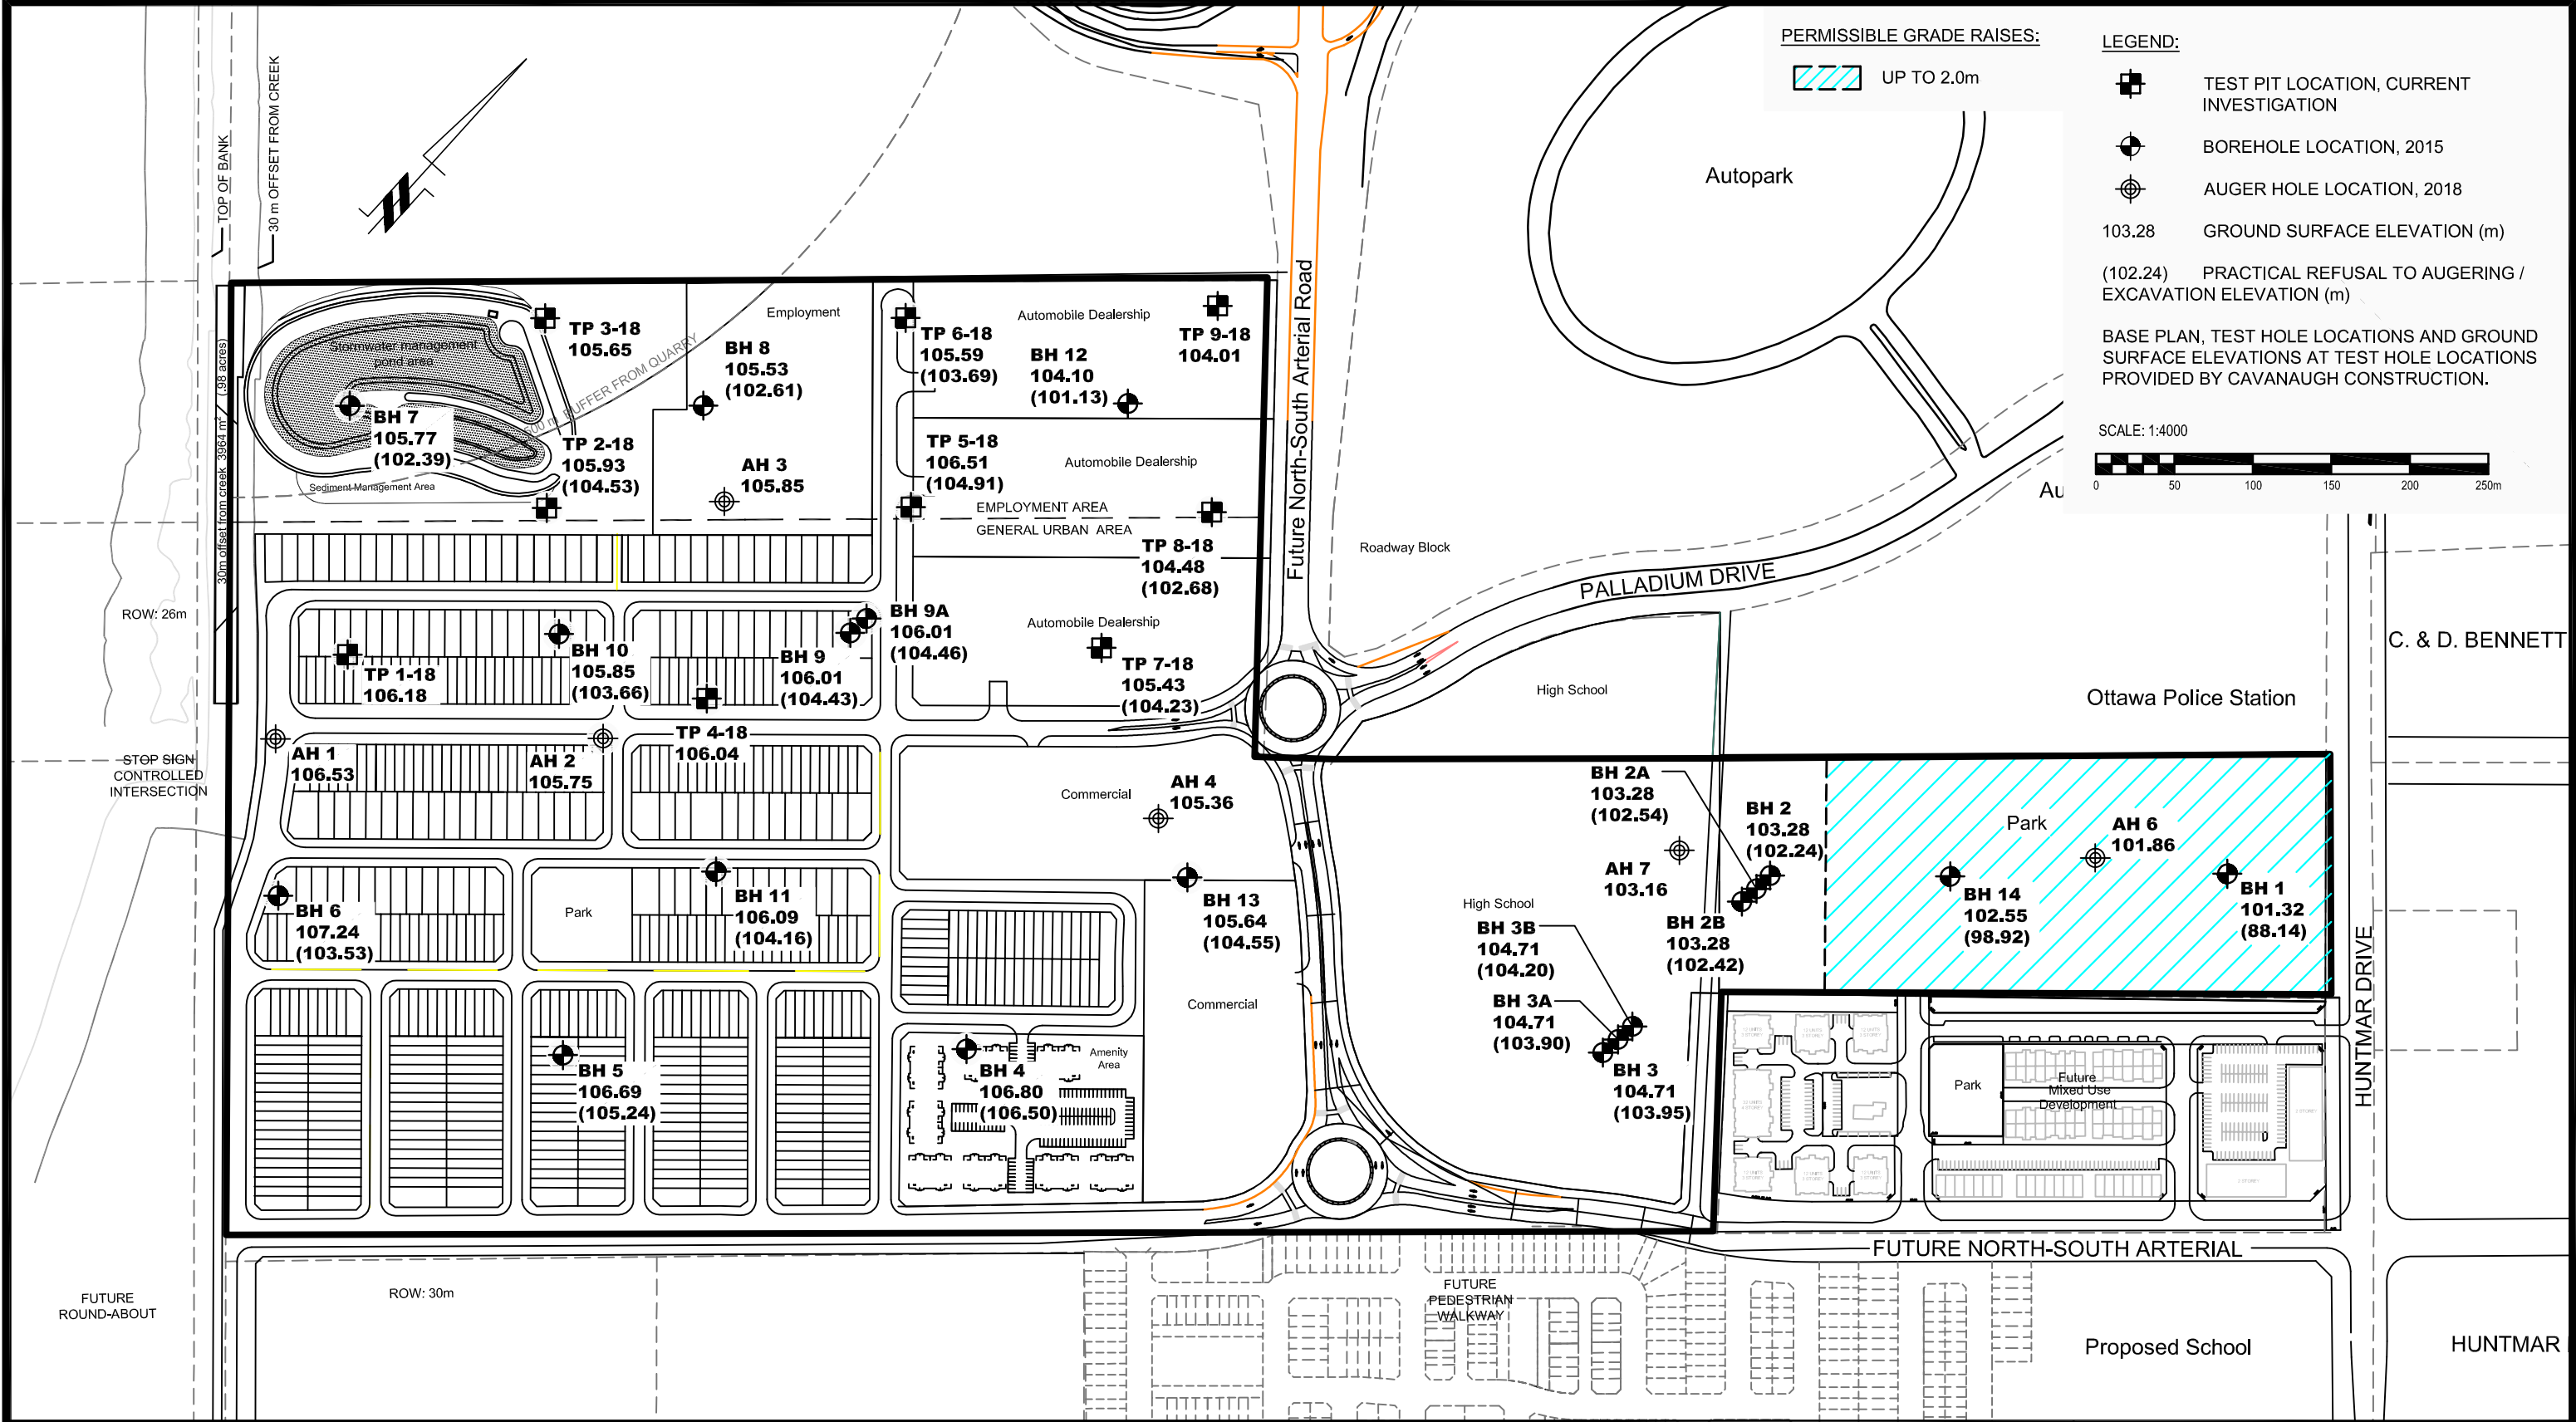 PERMISSIBLE GRADE RAISES:
UP TO 2.0m
LEGEND:
TEST PIT LOCATION, CURRENT
INVESTIGATION
BOREHOLE LOCATION, 2015
AUGER HOLE LOCATION, 2018
103.28 GROUND SURFACE ELEVATION (m)
(102.24) PRACTICAL REFUSAL TO AUGERING /
EXCAVATION ELEVATION (m)
BASE PLAN, TEST HOLE LOCATIONS AND GROUND
SURFACE ELEVATIONS AT TEST HOLE LOCATIONS
PROVIDED BY CAVANAUGH CONSTRUCTION.
SCALE: 1:4000
0 50 100 150 200 250m
TOP OF BANK
30 m OFFSET FROM CREEK
30m offset from creek 3964 m² (.98 acres)
Autopark
Au
Stormwater management
pond area
Sediment Management Area
500 m BUFFER FROM QUARRY
TP 3-18
105.65
BH 7
105.77
(102.39)
TP 2-18
105.93
(104.53)
Employment
BH 8
105.53
(102.61)
AH 3
105.85
TP 6-18
105.59
(103.69)
Automobile Dealership
BH 12
104.10
(101.13)
TP 9-18
104.01
TP 5-18
106.51
(104.91)
Automobile Dealership
EMPLOYMENT AREA
GENERAL URBAN AREA
TP 8-18
104.48
(102.68)
Future North-South Arterial Road
Roadway Block
PALLADIUM DRIVE
ROW: 26m
TP 1-18
106.18
BH 10
105.85
(103.66)
BH 9
106.01
(104.43)
BH 9A
106.01
(104.46)
Automobile Dealership
TP 7-18
105.43
(104.23)
High School
C. & D. BENNETT
Ottawa Police Station
STOP SIGN
CONTROLLED
INTERSECTION
AH 1
106.53
AH 2
105.75
TP 4-18
106.04
Commercial
AH 4
105.36
BH 2A
103.28
(102.54)
BH 2
103.28
(102.24)
AH 7
103.16
Park
AH 6
101.86
BH 14
102.55
(98.92)
BH 1
101.32
(88.14)
BH 6
107.24
(103.53)
Park
BH 11
106.09
(104.16)
BH 13
105.64
(104.55)
High School
BH 3B
104.71
(104.20)
BH 2B
103.28
(102.42)
BH 3A
104.71
(103.90)
BH 3
104.71
(103.95)
Commercial
BH 5
106.69
(105.24)
BH 4
106.80
(106.50)
Amenity
Area
Park
Future
Mixed Use
Development
HUNTMAR DRIVE
FUTURE NORTH-SOUTH ARTERIAL
FUTURE
ROUND-ABOUT
ROW: 30m
FUTURE
PEDESTRIAN
WALKWAY
Proposed School
HUNTMAR